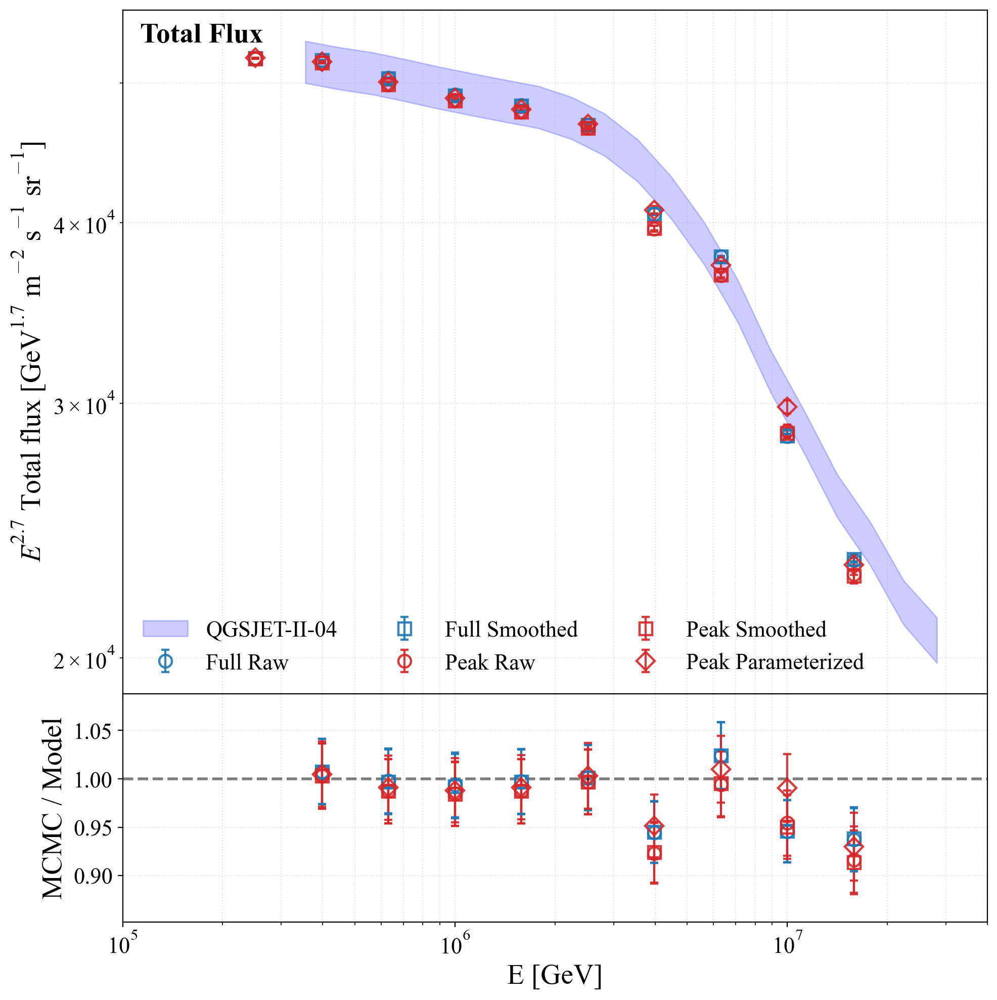 Total Flux
E^2.7 Total flux [GeV^1.7 m^−2 s^−1 sr^−1]
4 × 10^4
3 × 10^4
2 × 10^4
QGSJET-II-04
Full Raw
Full Smoothed
Peak Raw
Peak Smoothed
Peak Parameterized
MCMC / Model
1.05
1.00
0.95
0.90
10^5
10^6
10^7
E [GeV]